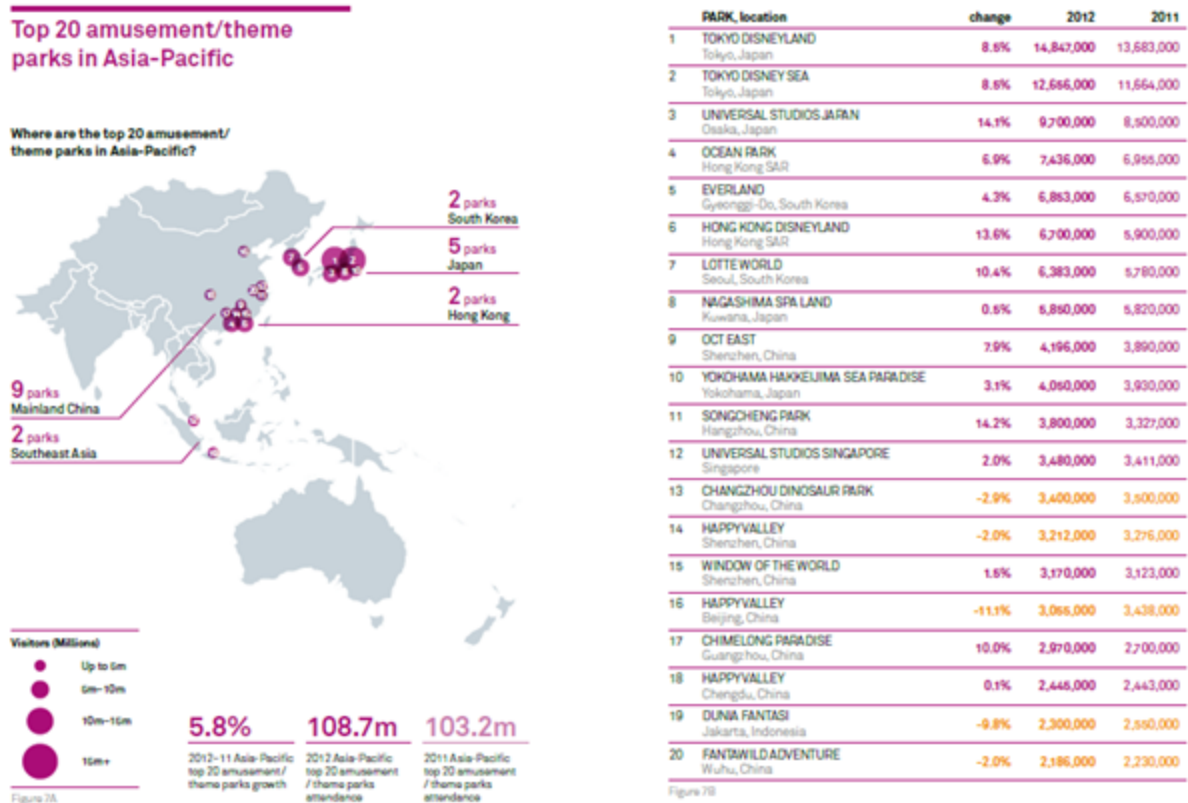 Top 20 amusement/theme
parks in Asia-Pacific
Where are the top 20 amusement/
theme parks in Asia-Pacific?
2 parks
South Korea
5 parks
Japan
2 parks
Hong Kong
9 parks
Mainland China
2 parks
Southeast Asia
Visitors (Millions)
Up to 5m
5m–10m
10m–15m
15m+
5.8%
2012–11 Asia-Pacific
top 20 amusement/
theme parks growth
108.7m
2012 Asia-Pacific
top 20 amusement
/theme parks
attendance
103.2m
2011 Asia-Pacific
top 20 amusement
/theme parks
attendance
Figure 7A
PARK, location change 2012 2011
1 TOKYO DISNEYLAND
Tokyo, Japan 8.5% 14,847,000 13,683,000
2 TOKYO DISNEY SEA
Tokyo, Japan 8.5% 12,656,000 11,664,000
3 UNIVERSAL STUDIOS JAPAN
Osaka, Japan 14.1% 9,700,000 8,500,000
4 OCEAN PARK
Hong Kong SAR 6.9% 7,436,000 6,955,000
5 EVERLAND
Gyeonggi-Do, South Korea 4.3% 6,853,000 6,570,000
6 HONG KONG DISNEYLAND
Hong Kong SAR 13.6% 6,700,000 5,900,000
7 LOTTE WORLD
Seoul, South Korea 10.4% 6,383,000 5,780,000
8 NAGASHIMA SPA LAND
Kuwana, Japan 0.5% 5,850,000 5,820,000
9 OCT EAST
Shenzhen, China 7.9% 4,196,000 3,890,000
10 YOKOHAMA HAKKEIJIMA SEA PARADISE
Yokohama, Japan 3.1% 4,050,000 3,930,000
11 SONGCHENG PARK
Hangzhou, China 14.2% 3,800,000 3,327,000
12 UNIVERSAL STUDIOS SINGAPORE
Singapore 2.0% 3,480,000 3,411,000
13 CHANGZHOU DINOSAUR PARK
Changzhou, China -2.9% 3,400,000 3,500,000
14 HAPPY VALLEY
Shenzhen, China -2.0% 3,212,000 3,276,000
15 WINDOW OF THE WORLD
Shenzhen, China 1.5% 3,170,000 3,123,000
16 HAPPY VALLEY
Beijing, China -11.1% 3,055,000 3,438,000
17 CHIMELONG PARADISE
Guangzhou, China 10.0% 2,970,000 2,700,000
18 HAPPY VALLEY
Chengdu, China 0.1% 2,445,000 2,443,000
19 DUNIA FANTASI
Jakarta, Indonesia -9.8% 2,300,000 2,550,000
20 FANTAWILD ADVENTURE
Wuhu, China -2.0% 2,186,000 2,230,000
Figure 7B